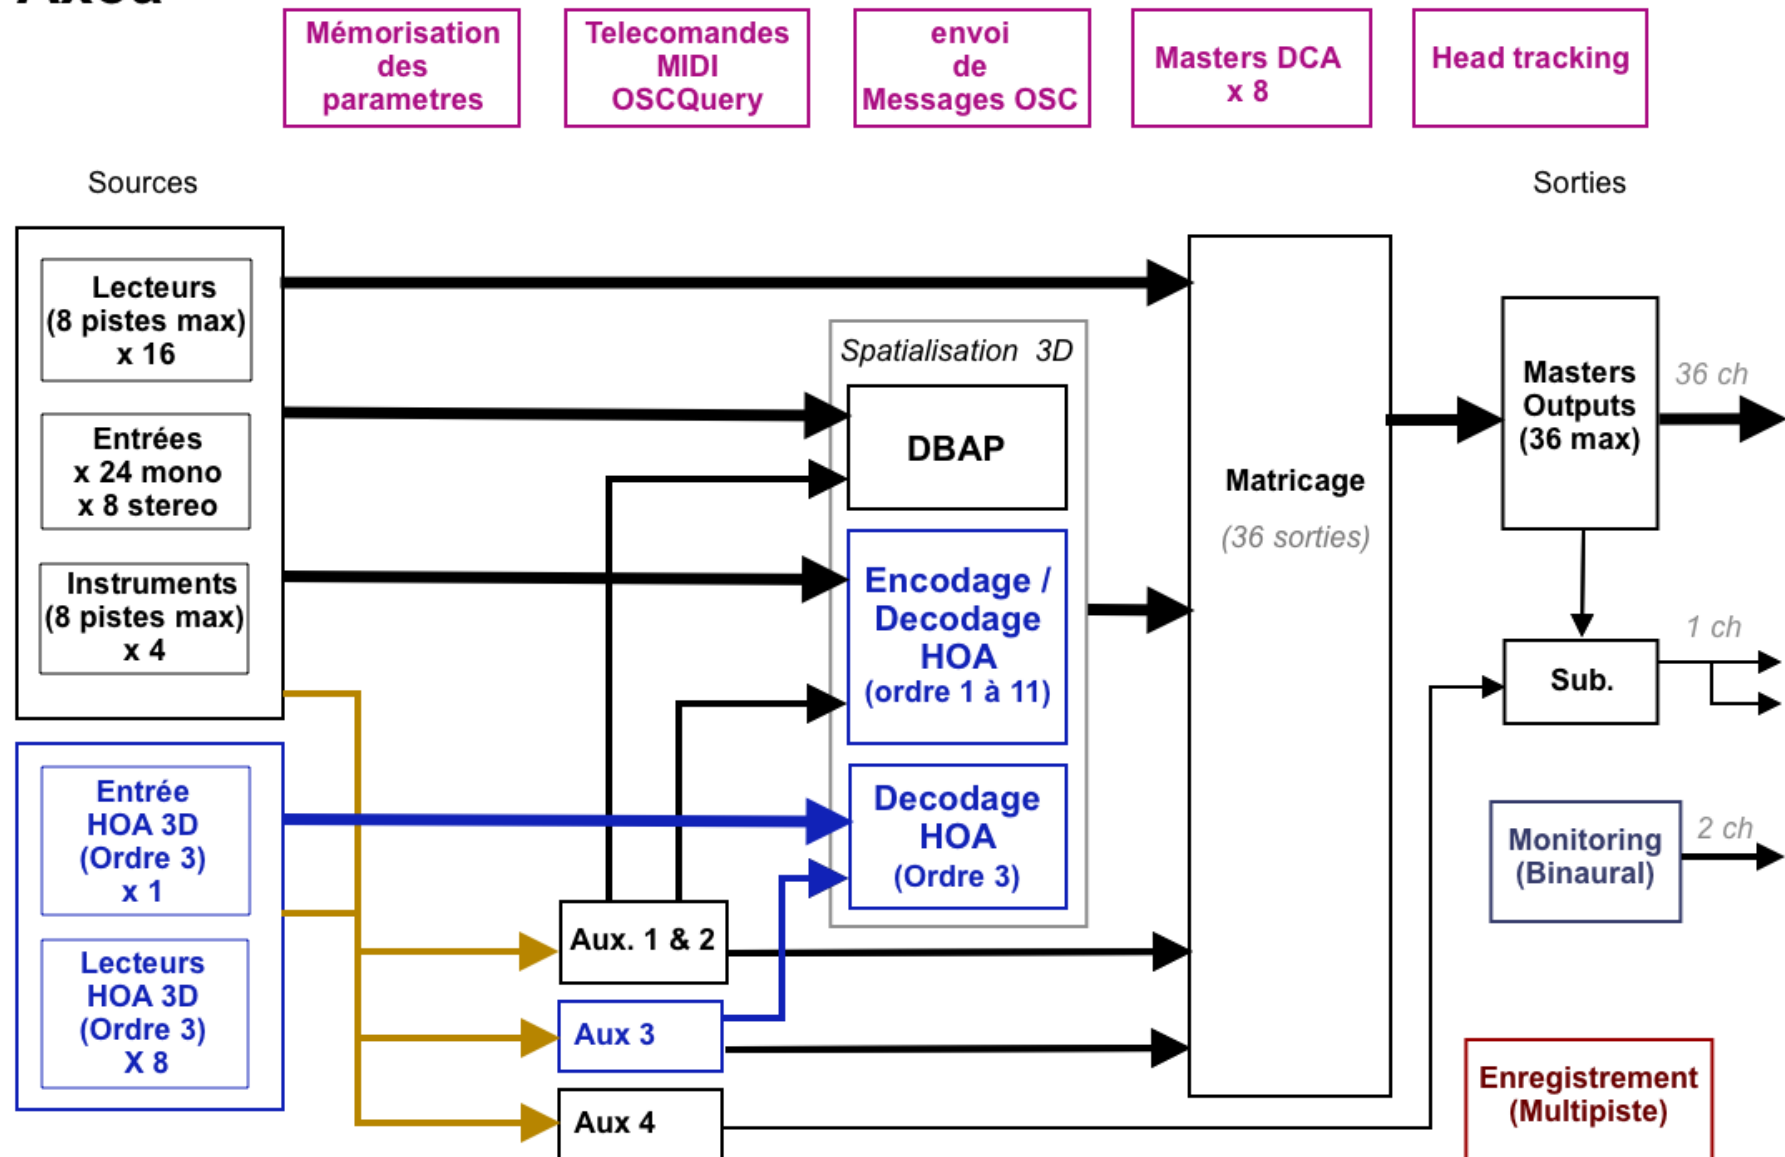 Mémorisation
des
parametres
Telecomandes
MIDI
OSCQuery
envoi
de
Messages OSC
Masters DCA
x 8
Head tracking
Sources
Sorties
Lecteurs
(8 pistes max)
x 16
Entrées
x 24 mono
x 8 stereo
Instruments
(8 pistes max)
x 4
Entrée
HOA 3D
(Ordre 3)
x 1
Lecteurs
HOA 3D
(Ordre 3)
X 8
Aux. 1 & 2
Aux 3
Aux 4
Spatialisation 3D
DBAP
Encodage /
Decodage
HOA
(ordre 1 à 11)
Decodage
HOA
(Ordre 3)
Matricage
(36 sorties)
Masters
Outputs
(36 max)
36 ch
Sub.
1 ch
Monitoring
(Binaural)
2 ch
Enregistrement
(Multipiste)